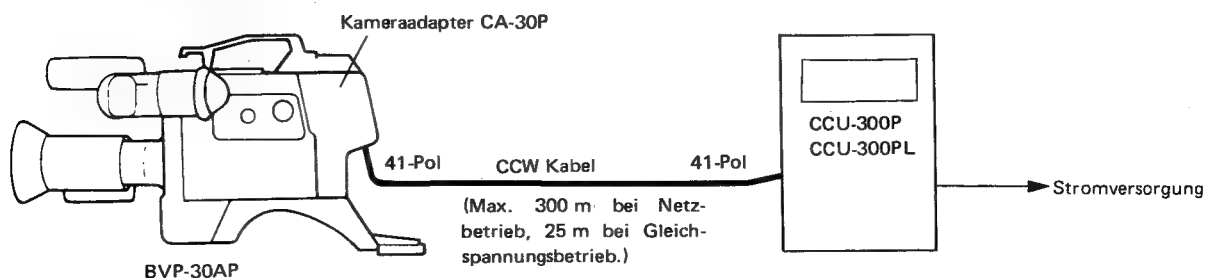 Kameraadapter CA-30P
CCU-300P
CCU-300PL
41-Pol
CCW Kabel
41-Pol
Stromversorgung
(Max. 300 m bei Netz-
betrieb, 25 m bei Gleich-
spannungsbetrieb.)
BVP-30AP